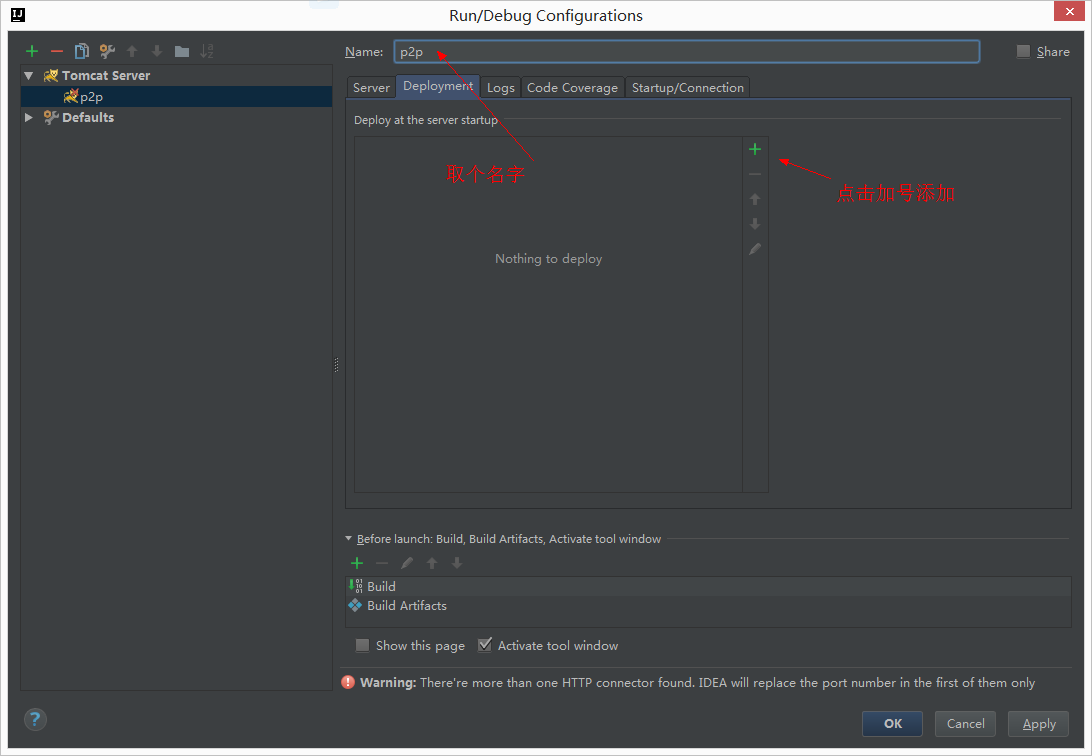 Run/Debug Configurations
Name: p2p
Share
Tomcat Server
p2p
Defaults
Server Deployment Logs Code Coverage Startup/Connection
Deploy at the server startup
取个名字
点击加号添加
Nothing to deploy
Before launch: Build, Build Artifacts, Activate tool window
Build
Build Artifacts
Show this page Activate tool window
Warning: There're more than one HTTP connector found. IDEA will replace the port number in the first of them only
? OK Cancel Apply